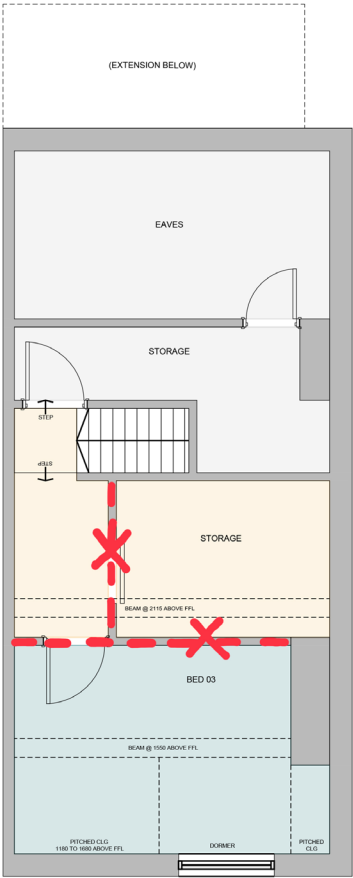 (EXTENSION BELOW)
EAVES
STORAGE
STEP
STEP
STORAGE
BEAM @ 2115 ABOVE FFL
BED 03
BEAM @ 1550 ABOVE FFL
PITCHED CLG
1180 TO 1680 ABOVE FFL
DORMER
PITCHED
CLG